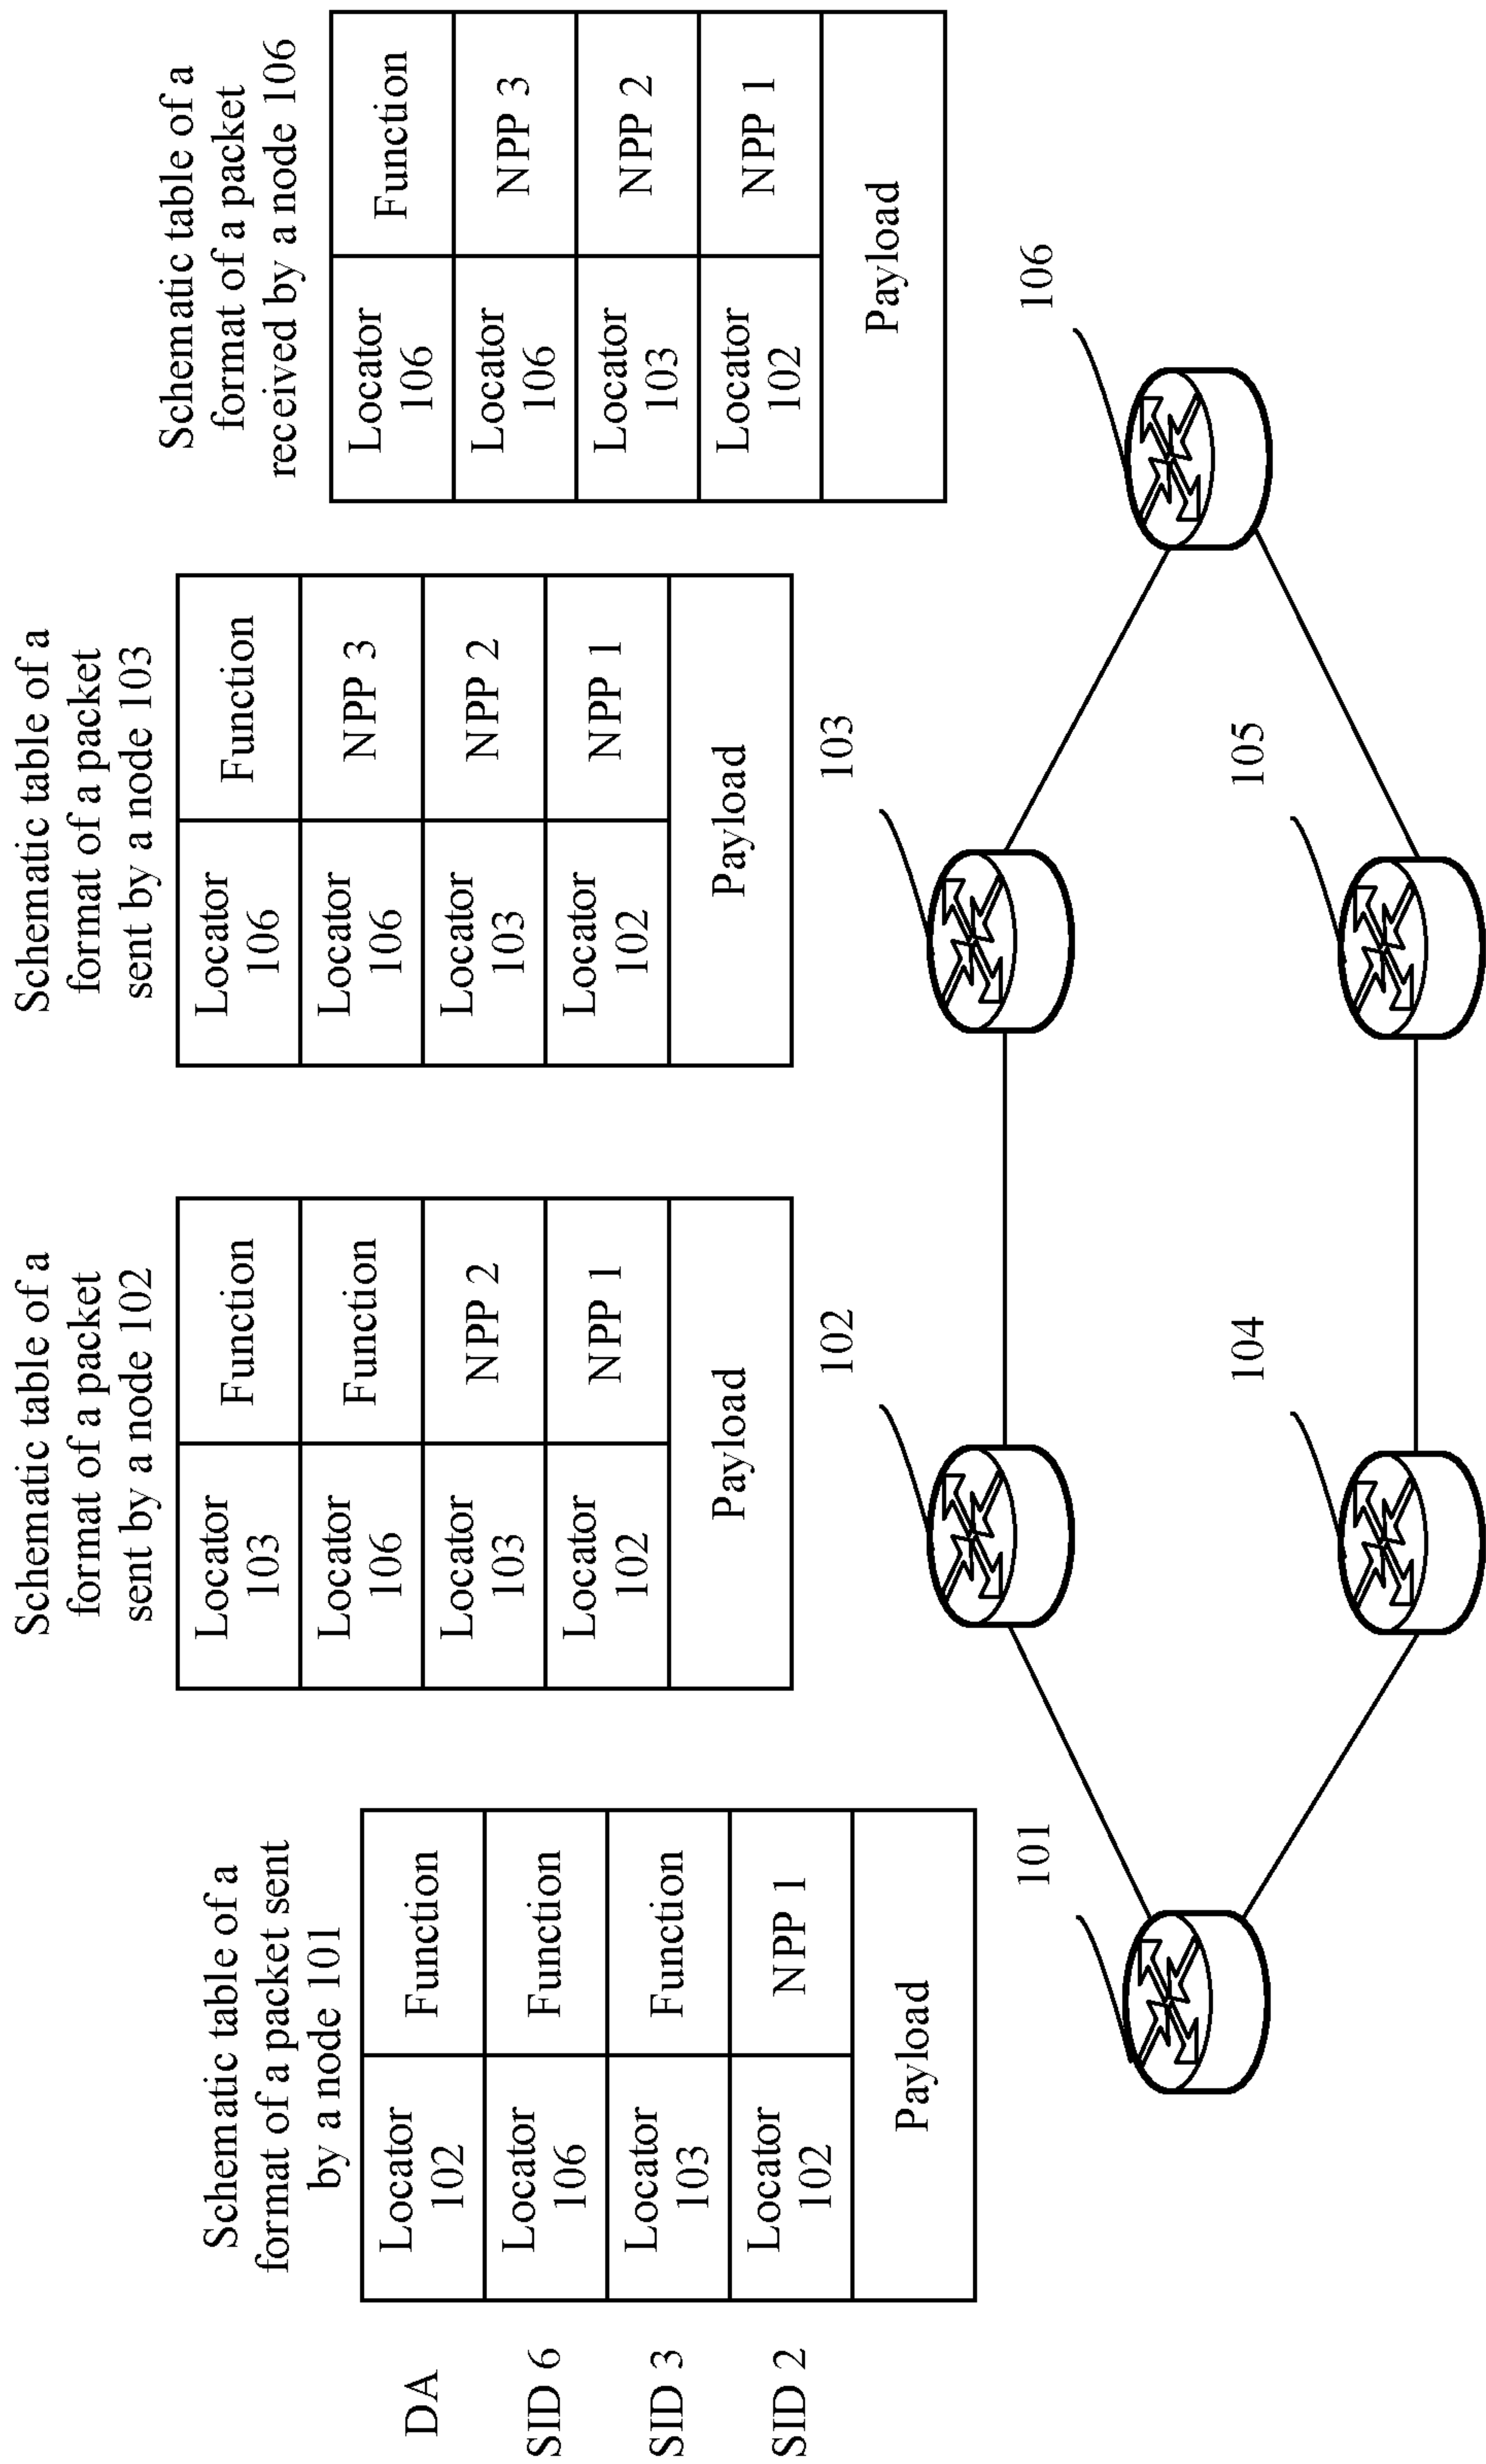 Schematic table of a
format of a packet sent
by a node 101
DA
Locator
102
Function
SID 6
Locator
106
Function
SID 3
Locator
103
Function
SID 2
Locator
102
NPP 1
Payload
Schematic table of a
format of a packet
sent by a node 102
Locator
103
Function
Locator
106
Function
Locator
103
NPP 2
Locator
102
NPP 1
Payload
Schematic table of a
format of a packet
sent by a node 103
Locator
106
Function
Locator
106
NPP 3
Locator
103
NPP 2
Locator
102
NPP 1
Payload
Schematic table of a
format of a packet
received by a node 106
Locator
106
Function
Locator
106
NPP 3
Locator
103
NPP 2
Locator
102
NPP 1
Payload
101
102
103
106
104
105